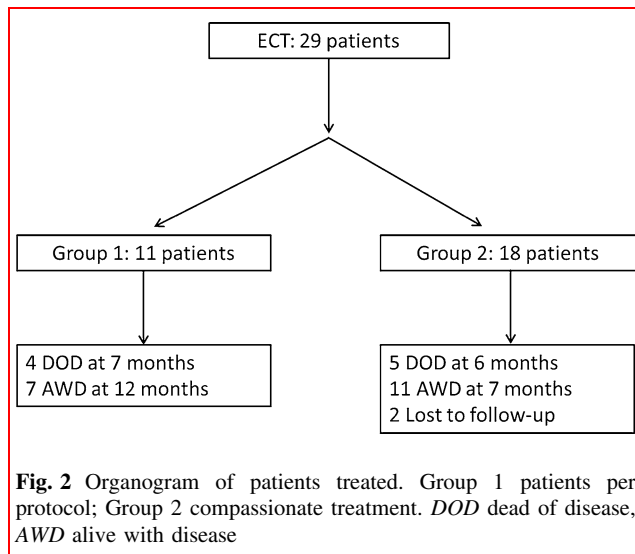 ECT: 29 patients
Group 1: 11 patients
Group 2: 18 patients
4 DOD at 7 months
7 AWD at 12 months
5 DOD at 6 months
11 AWD at 7 months
2 Lost to follow-up
Fig. 2 Organogram of patients treated. Group 1 patients per
protocol; Group 2 compassionate treatment. DOD dead of disease,
AWD alive with disease